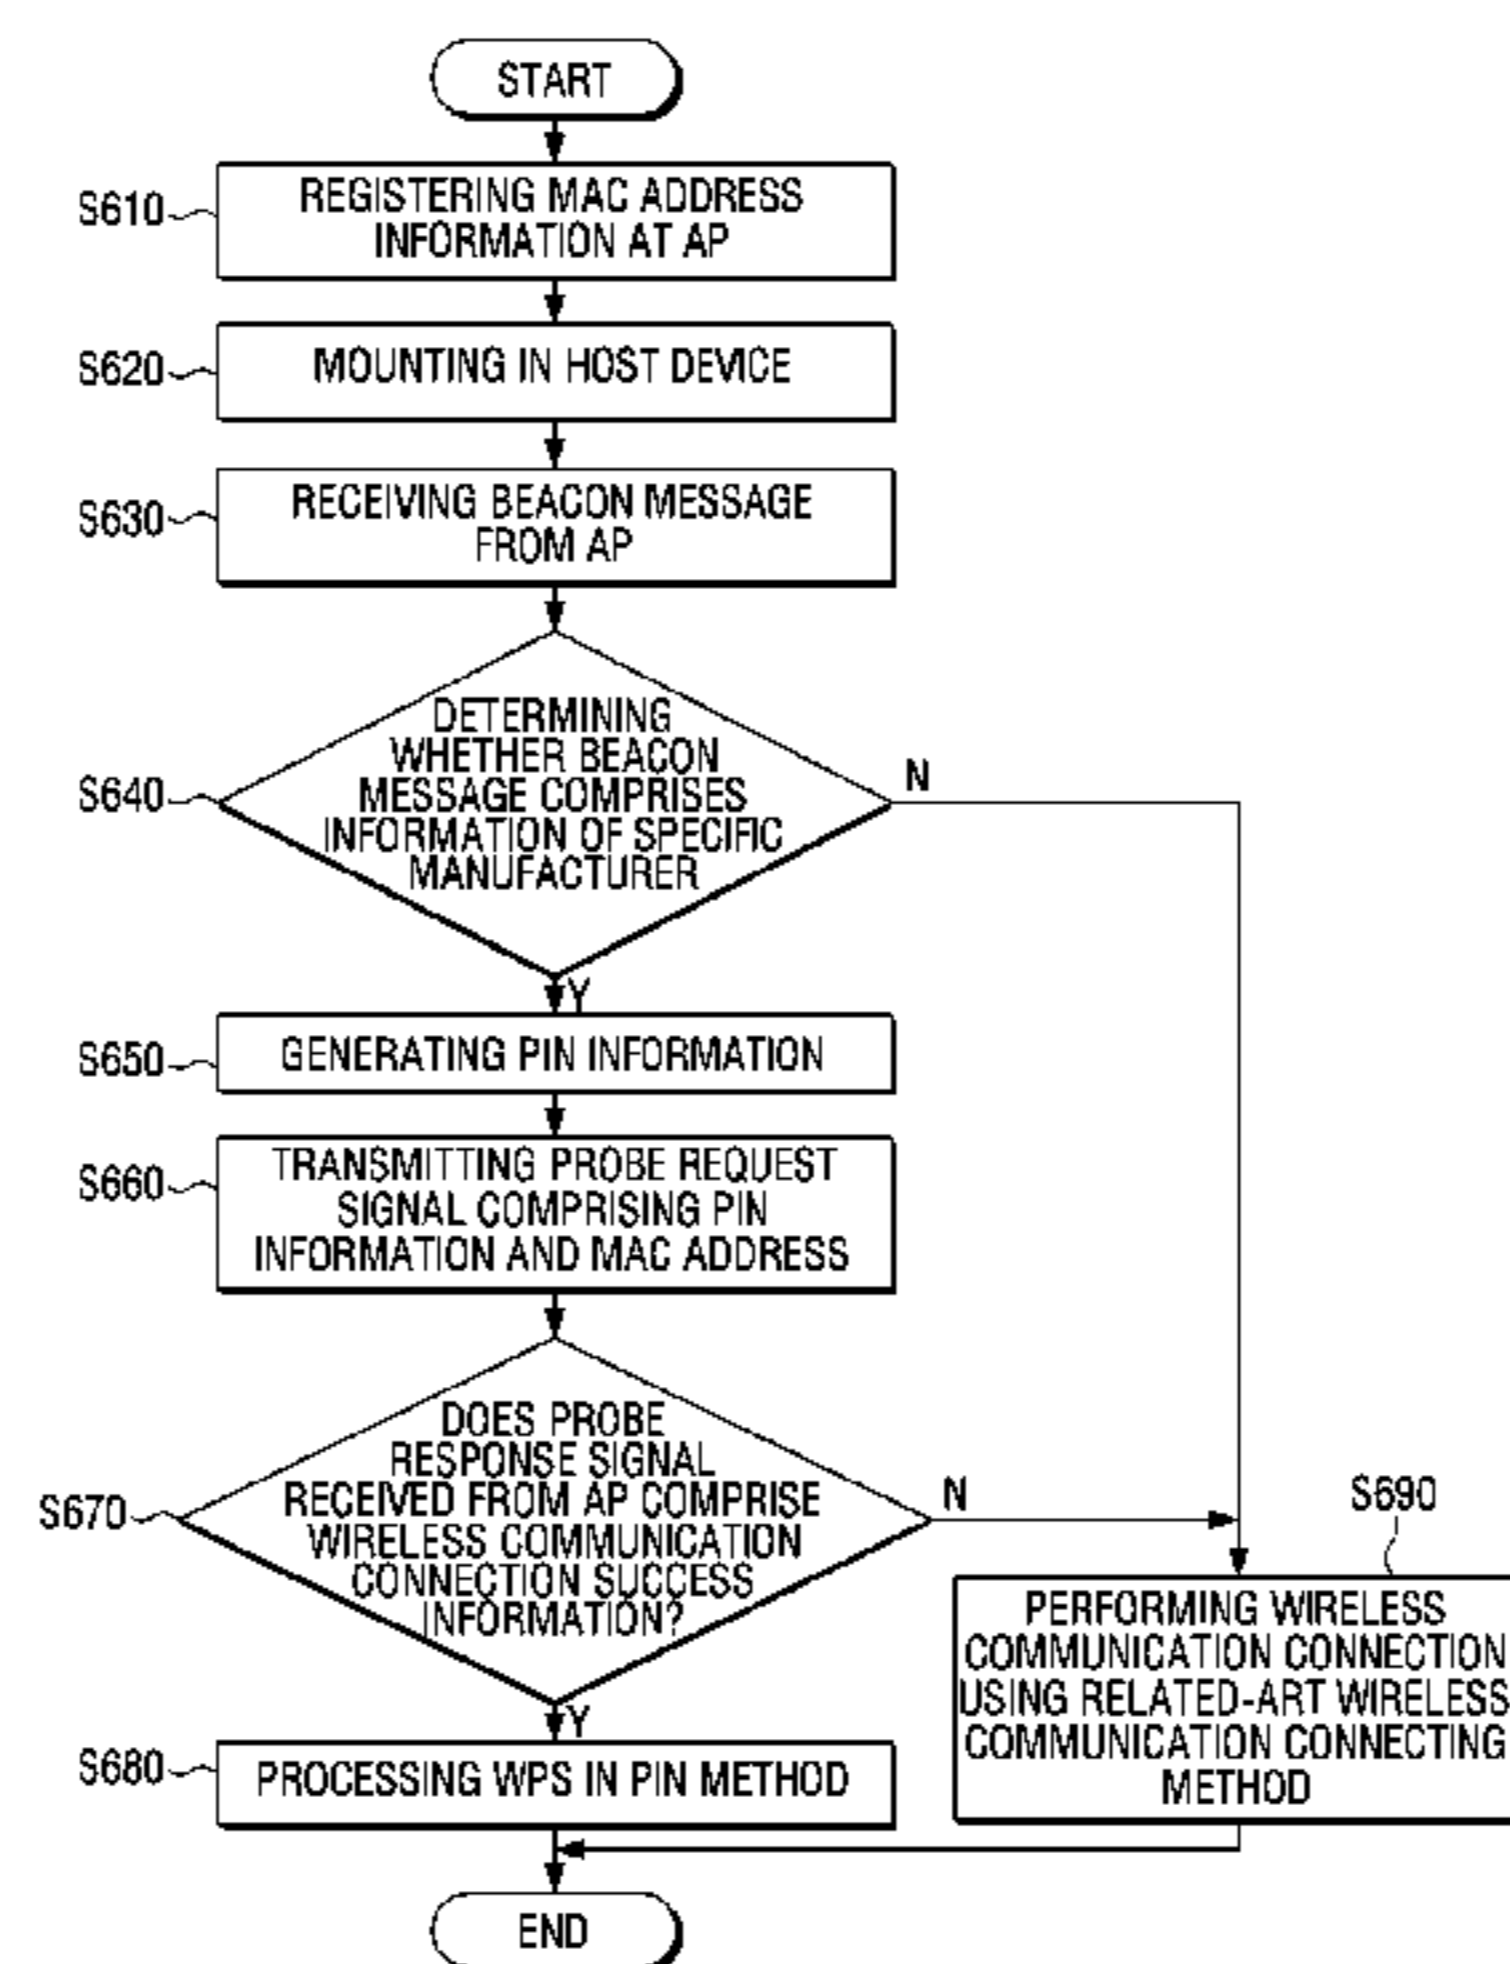 START
S610
REGISTERING MAC ADDRESS
INFORMATION AT AP
S620
MOUNTING IN HOST DEVICE
S630
RECEIVING BEACON MESSAGE
FROM AP
S640
DETERMINING
WHETHER BEACON
MESSAGE COMPRISES
INFORMATION OF SPECIFIC
MANUFACTURER
N
Y
S650
GENERATING PIN INFORMATION
S660
TRANSMITTING PROBE REQUEST
SIGNAL COMPRISING PIN
INFORMATION AND MAC ADDRESS
S670
DOES PROBE
RESPONSE SIGNAL
RECEIVED FROM AP COMPRISE
WIRELESS COMMUNICATION
CONNECTION SUCCESS
INFORMATION?
N
Y
S690
PERFORMING WIRELESS
COMMUNICATION CONNECTION
USING RELATED-ART WIRELESS
COMMUNICATION CONNECTING
METHOD
S680
PROCESSING WPS IN PIN METHOD
END